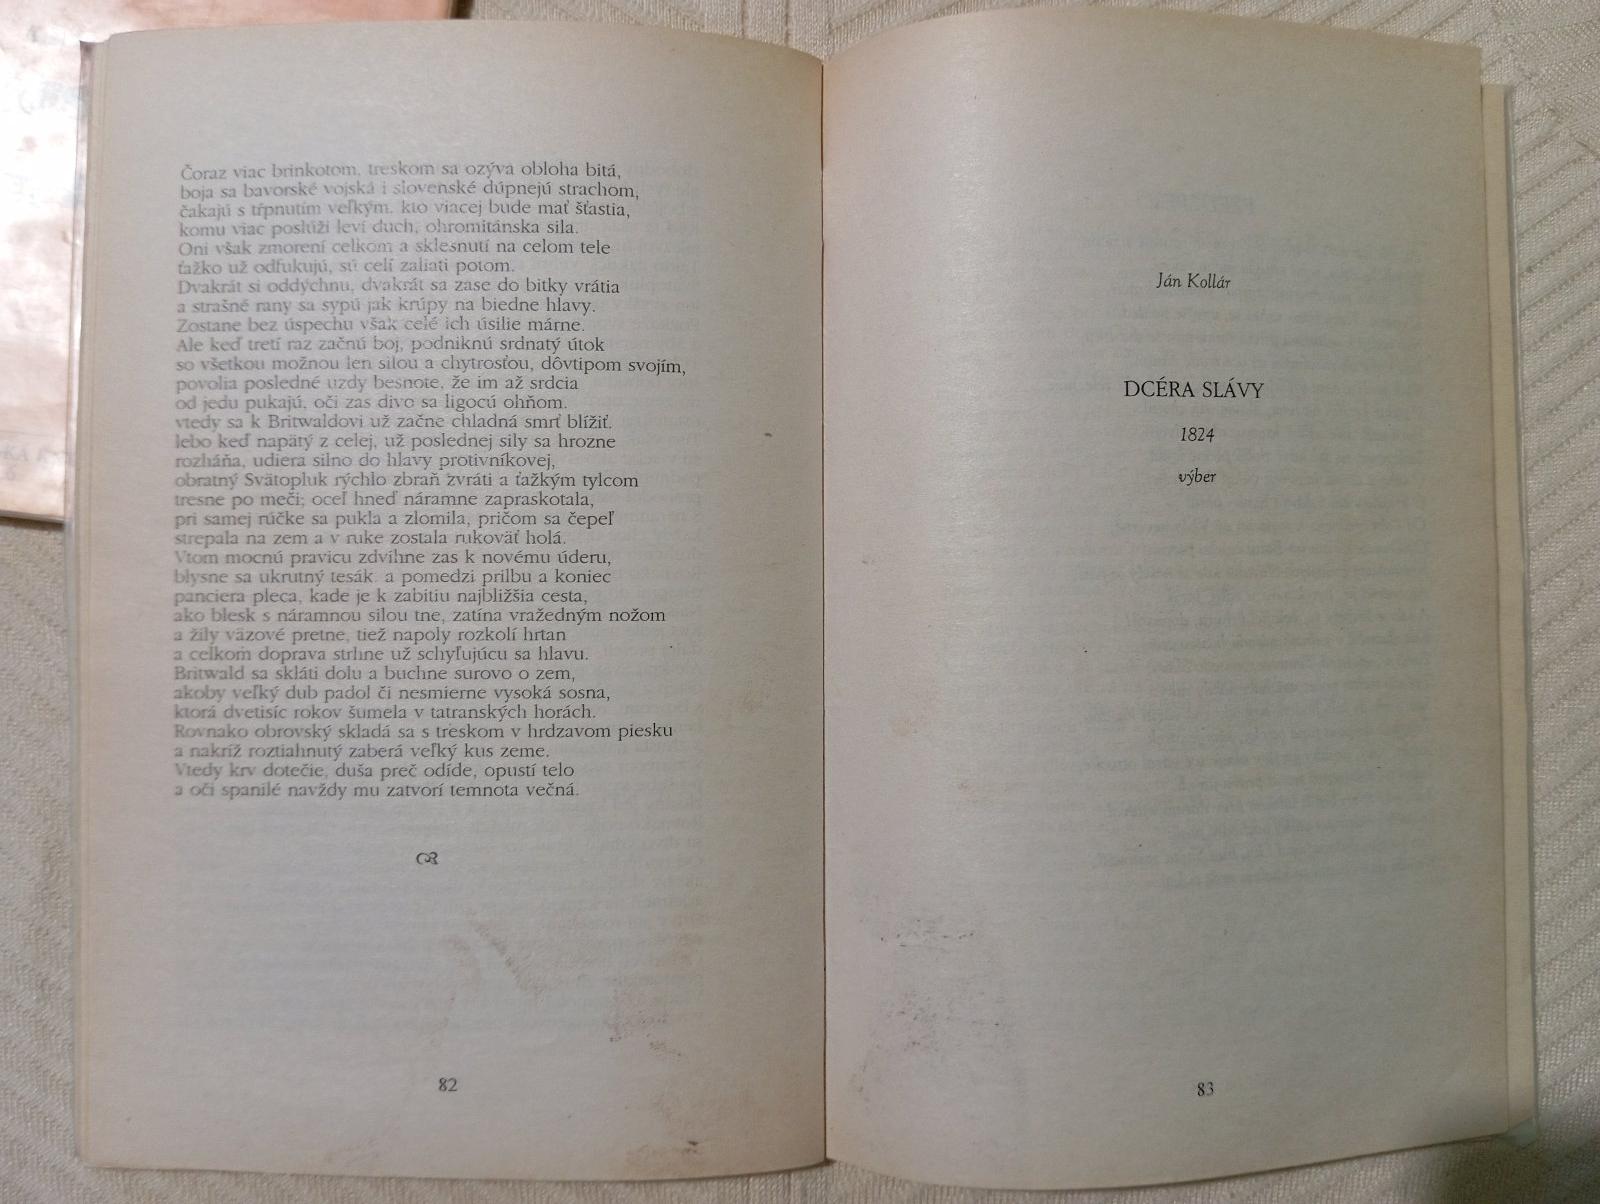 Čoraz viac brinkotom, treskom sa ozýva obloha bitá,
boja sa bavorské vojská i slovenské dúpnejú strachom,
čakajú s tŕpnutím veľkým, kto viacej bude mať šťastia,
komu viac poslúži leví duch, ohromitánska sila.
Oni však zmorení celkom a sklesnutí na celom tele
ťažko už odfukujú, sú celí zaliati potom.
Dvakrát si oddýchnu, dvakrát sa zase do bitky vrátia
a strašné rany sa sypú jak krúpy na biedne hlavy.
Zostane bez úspechu však celé ich úsilie márne.
Ale keď tretí raz začnú boj, podniknú srdnatý útok
so všetkou možnou len silou a chytrosťou, dôvtipom svojím,
povolia posledné uzdy besnote, že im až srdcia
od jedu pukajú, oči zas divo sa ligocú ohňom.
vtedy sa k Britwaldovi už začne chladná smrť blížiť.
lebo keď napätý z celej, už poslednej sily sa hrozne
rozháňa, udiera silno do hlavy protivníkovej,
obratný Svätopluk rýchlo zbraň zvráti a ťažkým tylcom
tresne po meči; oceľ hneď náramne zapraskotala,
pri samej rúčke sa pukla a zlomila, pričom sa čepeľ
strepala na zem a v ruke zostala rukoväť holá.
Vtom mocnú pravicu zdvihne zas k novému úderu,
blysne sa ukrutný tesák a pomedzi prilbu a koniec
panciera pleca, kade je k zabitiu najbližšia cesta,
ako blesk s náramnou silou tne, zatína vražedným nožom
a žily väzové pretne, tiež napoly rozkolí hrtan
a celkom doprava strhne už schyľujúcu sa hlavu.
Britwald sa skláti dolu a buchne surovo o zem,
akoby veľký dub padol či nesmierne vysoká sosna,
ktorá dvetisíc rokov šumela v tatranských horách.
Rovnako obrovský skladá sa s treskom v hrdzavom piesku
a nakríž roztiahnutý zaberá veľký kus zeme.
Vtedy krv dotečie, duša preč odíde, opustí telo
a oči spanilé navždy mu zatvorí temnota večná.
82
Ján Kollár
DCÉRA SLÁVY
1824
výber
83